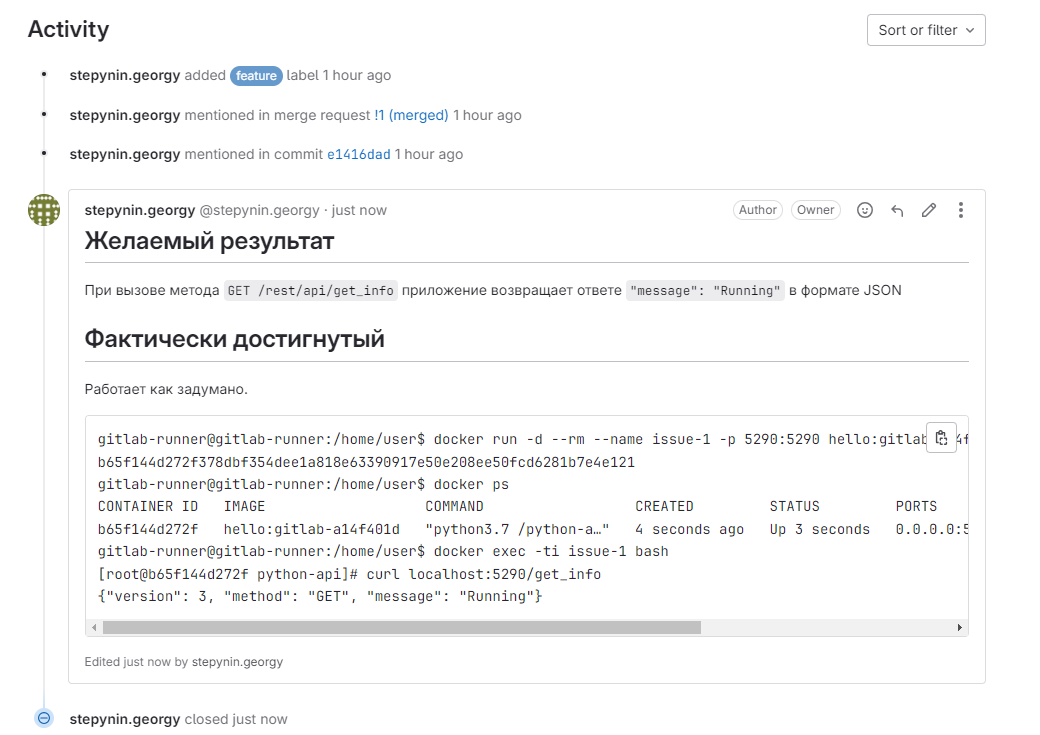 Activity
Sort or filter
stepynin.georgy added feature label 1 hour ago
stepynin.georgy mentioned in merge request !1 (merged) 1 hour ago
stepynin.georgy mentioned in commit e1416dad 1 hour ago
stepynin.georgy @stepynin.georgy · just now
Author
Owner
Желаемый результат
При вызове метода GET /rest/api/get_info приложение возвращает ответе "message": "Running" в формате JSON
Фактически достигнутый
Работает как задумано.
gitlab-runner@gitlab-runner:/home/user$ docker run -d --rm --name issue-1 -p 5290:5290 hello:gitlab
b65f144d272f378dbf354dee1a818e63390917e50e208ee50fcd6281b7e4e121
gitlab-runner@gitlab-runner:/home/user$ docker ps
CONTAINER ID IMAGE COMMAND CREATED STATUS PORTS
b65f144d272f hello:gitlab-a14f401d "python3.7 /python-a…" 4 seconds ago Up 3 seconds 0.0.0.0:5
gitlab-runner@gitlab-runner:/home/user$ docker exec -ti issue-1 bash
[root@b65f144d272f python-api]# curl localhost:5290/get_info
{"version": 3, "method": "GET", "message": "Running"}
Edited just now by stepynin.georgy
stepynin.georgy closed just now